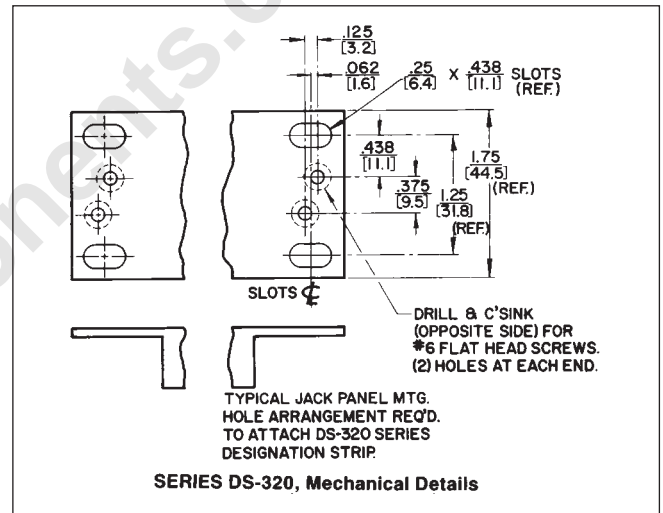 onents.c
.125
[3.2]
.062
[1.6]
.25
[6.4]
X
.438
[11.1]
SLOTS
(REF.)
.438
[11.1]
.375
[9.5]
1.25
[31.8]
(REF.)
1.75
[44.5]
(REF.)
SLOTS ℄
DRILL & C'SINK
(OPPOSITE SIDE) FOR
#6 FLAT HEAD SCREWS.
(2) HOLES AT EACH END.
TYPICAL JACK PANEL MTG.
HOLE ARRANGEMENT REQ'D.
TO ATTACH DS-320 SERIES
DESIGNATION STRIP.
SERIES DS-320, Mechanical Details